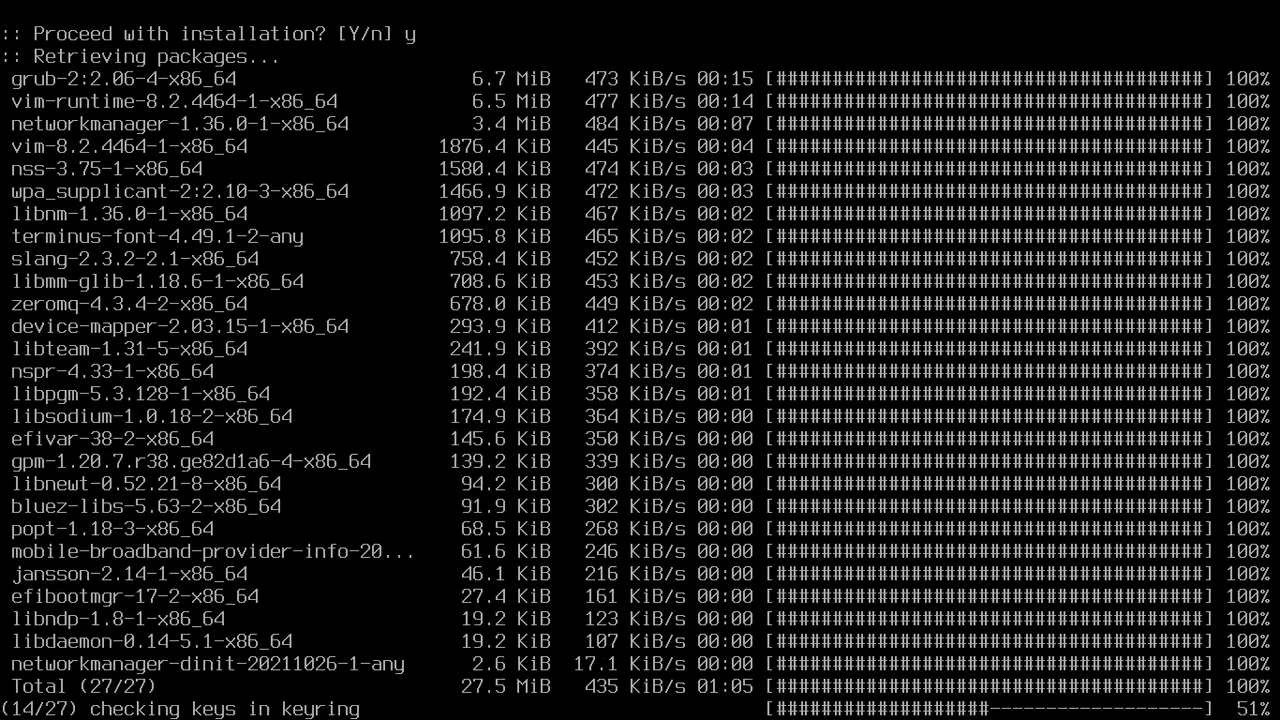 :: Proceed with installation? [Y/n] y
:: Retrieving packages...
grub-2:2.06-4-x86_64 6.7 MiB 473 KiB/s 00:15 [######################################] 100%
vim-runtime-8.2.4464-1-x86_64 6.5 MiB 477 KiB/s 00:14 [######################################] 100%
networkmanager-1.36.0-1-x86_64 3.4 MiB 484 KiB/s 00:07 [######################################] 100%
vim-8.2.4464-1-x86_64 1876.4 KiB 445 KiB/s 00:04 [######################################] 100%
nss-3.75-1-x86_64 1580.4 KiB 474 KiB/s 00:03 [######################################] 100%
wpa_supplicant-2:2.10-3-x86_64 1466.9 KiB 472 KiB/s 00:03 [######################################] 100%
libnm-1.36.0-1-x86_64 1097.2 KiB 467 KiB/s 00:02 [######################################] 100%
terminus-font-4.49.1-2-any 1095.8 KiB 465 KiB/s 00:02 [######################################] 100%
slang-2.3.2-2.1-x86_64 758.4 KiB 452 KiB/s 00:02 [######################################] 100%
libmm-glib-1.18.6-1-x86_64 708.6 KiB 453 KiB/s 00:02 [######################################] 100%
zeromq-4.3.4-2-x86_64 678.0 KiB 449 KiB/s 00:02 [######################################] 100%
device-mapper-2.03.15-1-x86_64 293.9 KiB 412 KiB/s 00:01 [######################################] 100%
libteam-1.31-5-x86_64 241.9 KiB 392 KiB/s 00:01 [######################################] 100%
nspr-4.33-1-x86_64 198.4 KiB 374 KiB/s 00:01 [######################################] 100%
libpgm-5.3.128-1-x86_64 192.4 KiB 358 KiB/s 00:01 [######################################] 100%
libsodium-1.0.18-2-x86_64 174.9 KiB 364 KiB/s 00:00 [######################################] 100%
efivar-38-2-x86_64 145.6 KiB 350 KiB/s 00:00 [######################################] 100%
gpm-1.20.7.r38.ge82d1a6-4-x86_64 139.2 KiB 339 KiB/s 00:00 [######################################] 100%
libnewt-0.52.21-8-x86_64 94.2 KiB 300 KiB/s 00:00 [######################################] 100%
bluez-libs-5.63-2-x86_64 91.9 KiB 302 KiB/s 00:00 [######################################] 100%
popt-1.18-3-x86_64 68.5 KiB 268 KiB/s 00:00 [######################################] 100%
mobile-broadband-provider-info-20... 61.6 KiB 246 KiB/s 00:00 [######################################] 100%
jansson-2.14-1-x86_64 46.1 KiB 216 KiB/s 00:00 [######################################] 100%
efibootmgr-17-2-x86_64 27.4 KiB 161 KiB/s 00:00 [######################################] 100%
libndp-1.8-1-x86_64 19.2 KiB 123 KiB/s 00:00 [######################################] 100%
libdaemon-0.14-5.1-x86_64 19.2 KiB 107 KiB/s 00:00 [######################################] 100%
networkmanager-dinit-20211026-1-any 2.6 KiB 17.1 KiB/s 00:00 [######################################] 100%
Total (27/27) 27.5 MiB 435 KiB/s 01:05 [######################################] 100%
(14/27) checking keys in keyring [###################-------------------] 51%